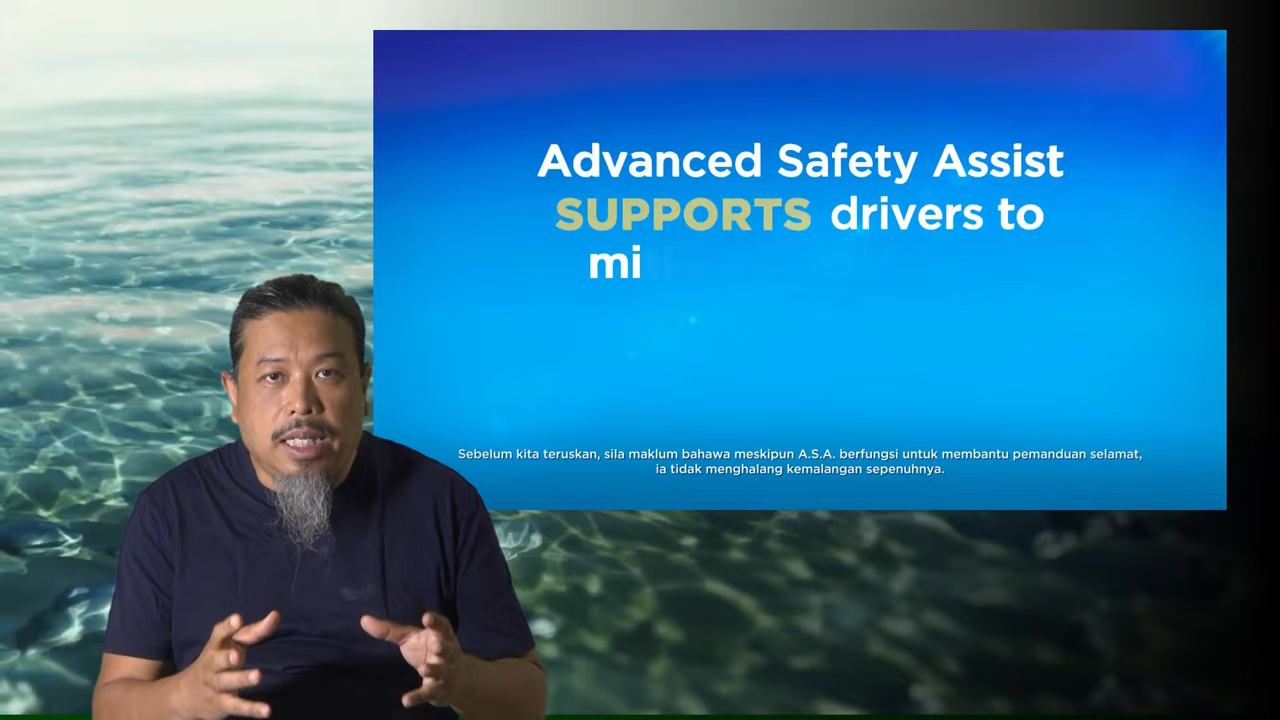 Advanced Safety Assist
SUPPORTS drivers to
mi
Sebelum kita teruskan, sila maklum bahawa meskipun A.S.A. berfungsi untuk membantu pemanduan selamat,
ia tidak menghalang kemalangan sepenuhnya.